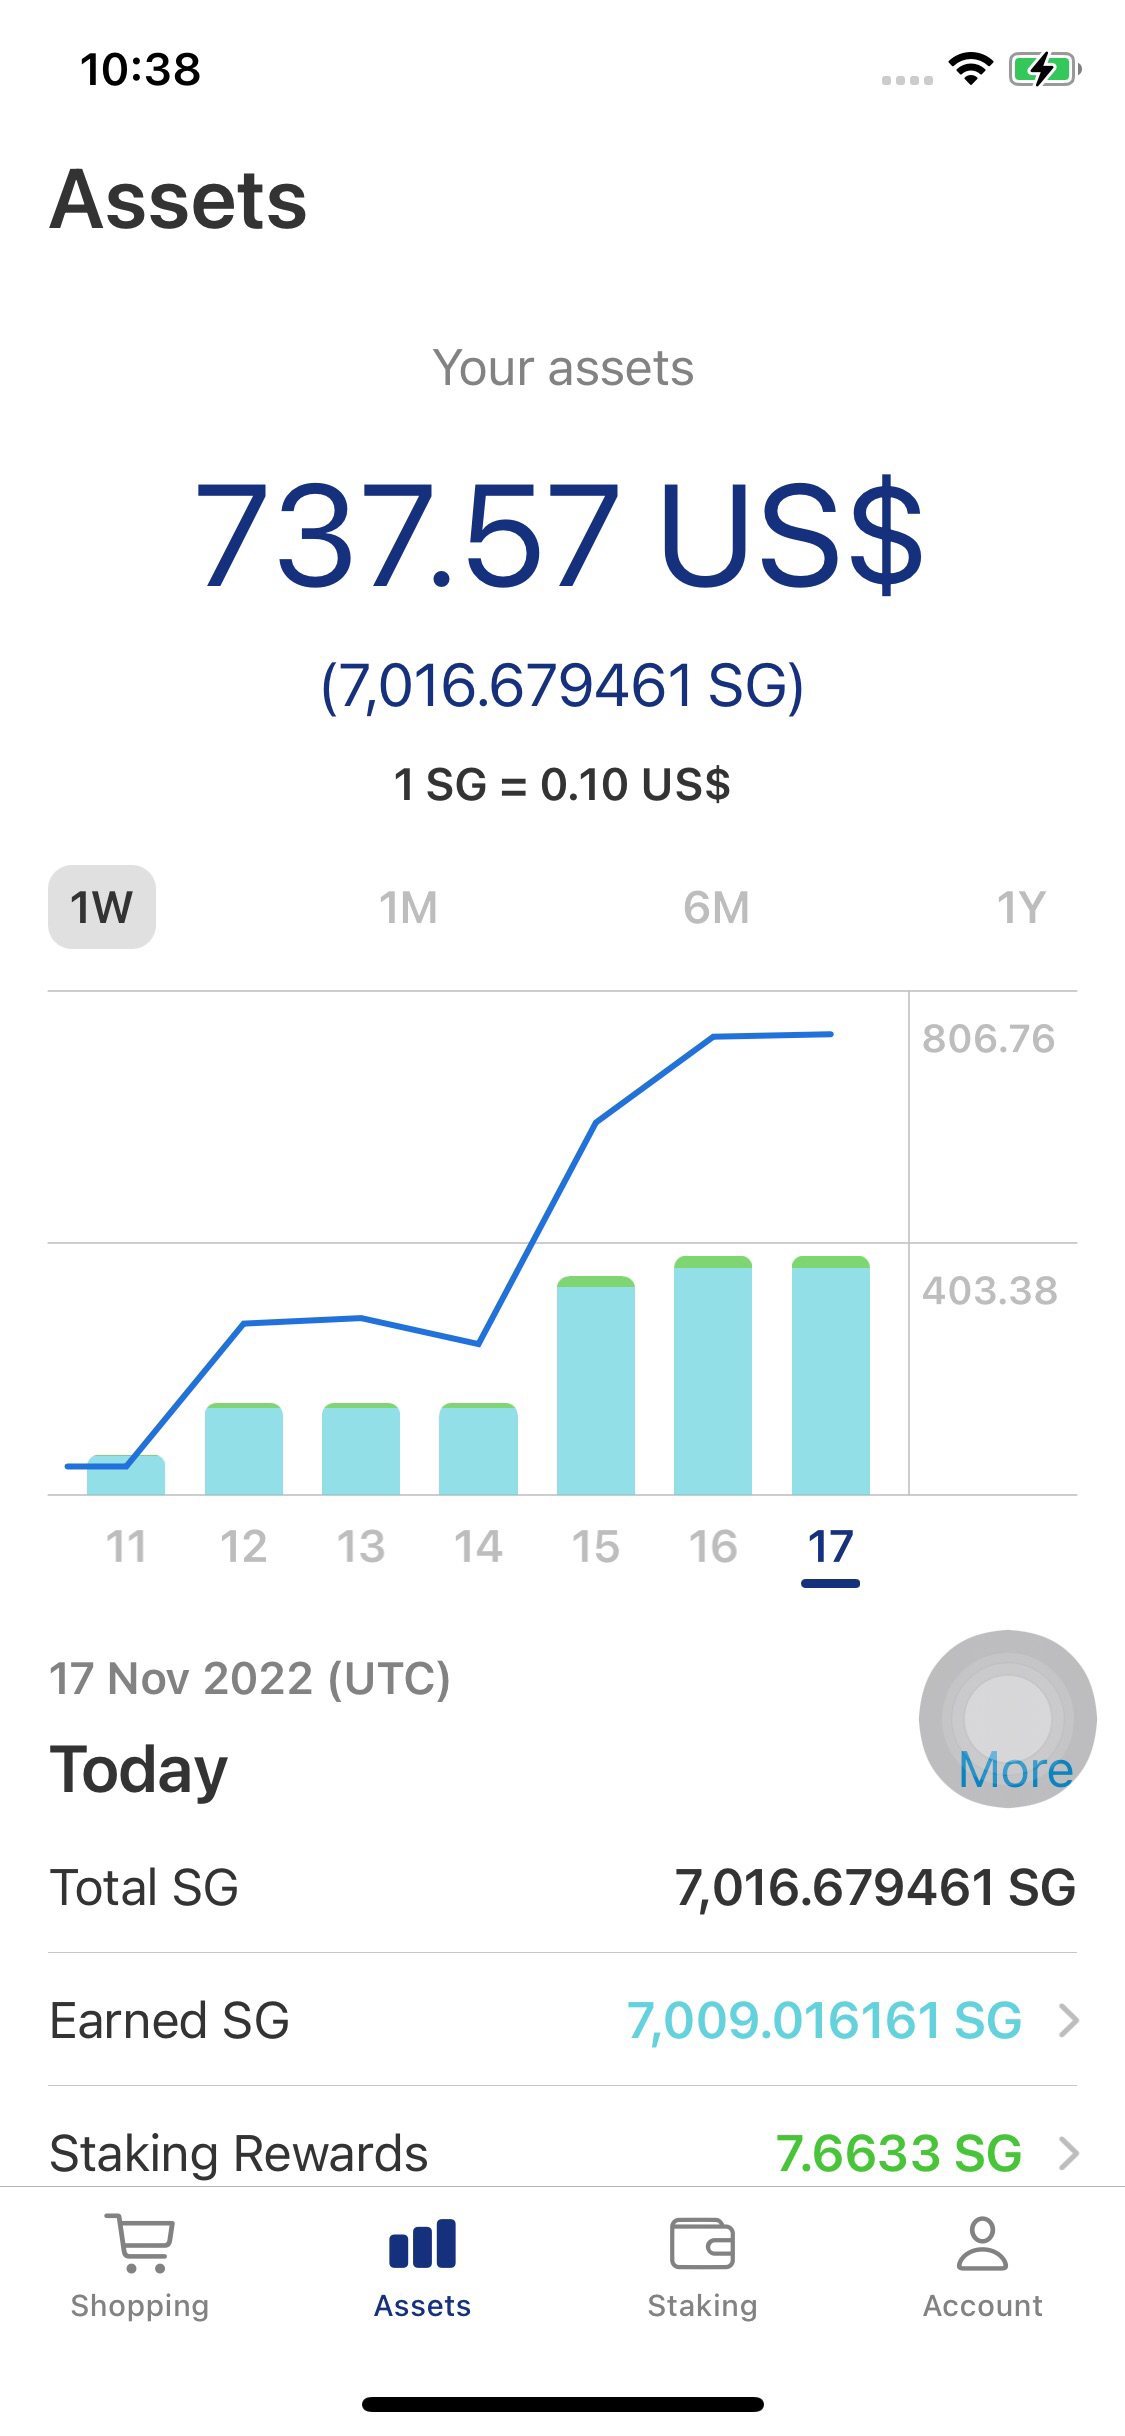 10:38
Assets
Your assets
737.57 US$
(7,016.679461 SG)
1 SG = 0.10 US$
1W 1M 6M 1Y
806.76
403.38
11 12 13 14 15 16 17
17 Nov 2022 (UTC)
Today More
Total SG 7,016.679461 SG
Earned SG 7,009.016161 SG
Staking Rewards 7.6633 SG
Shopping Assets Staking Account